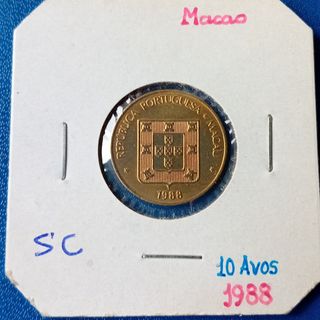 Macao
REPUBLICA PORTUGUESA • MACAU
1988
SC
10 Avos
1988